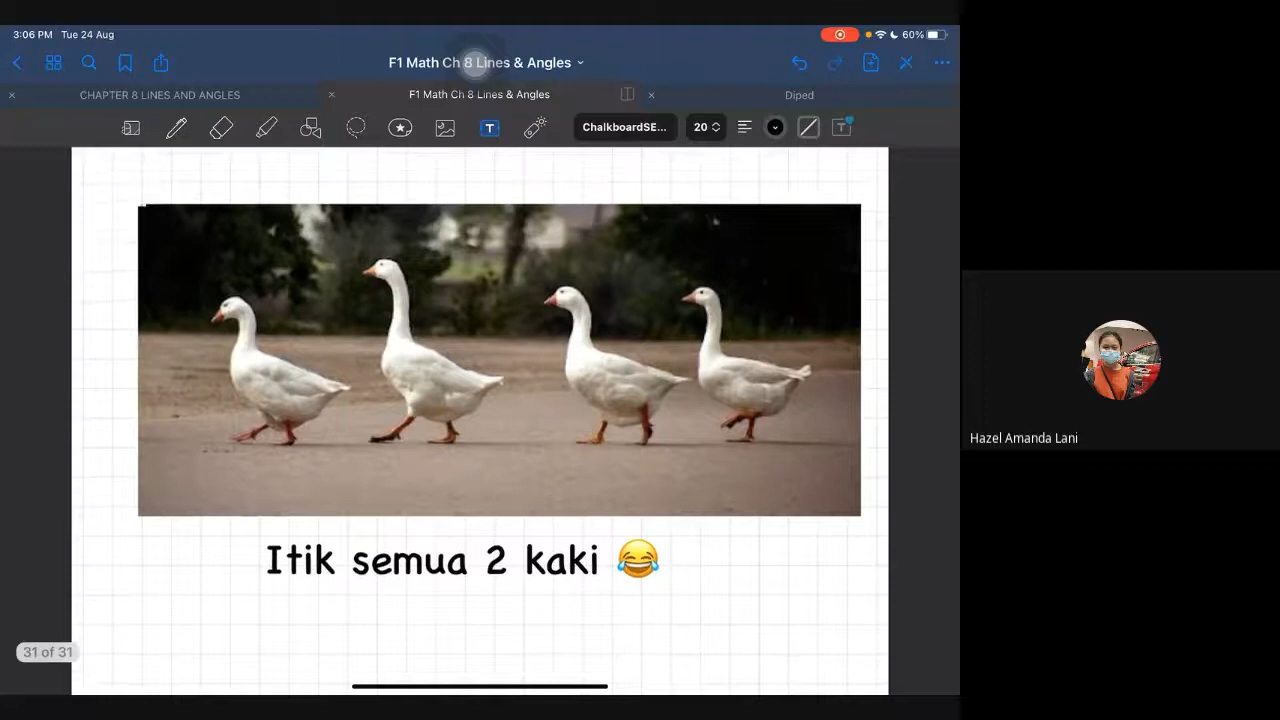 3:06 PM Tue 24 Aug
60%
F1 Math Ch 8 Lines & Angles
CHAPTER 8 LINES AND ANGLES
F1 Math Ch 8 Lines & Angles
Diped
T
ChalkboardSE...
20
T
Itik semua 2 kaki 😂
31 of 31
Hazel Amanda Lani